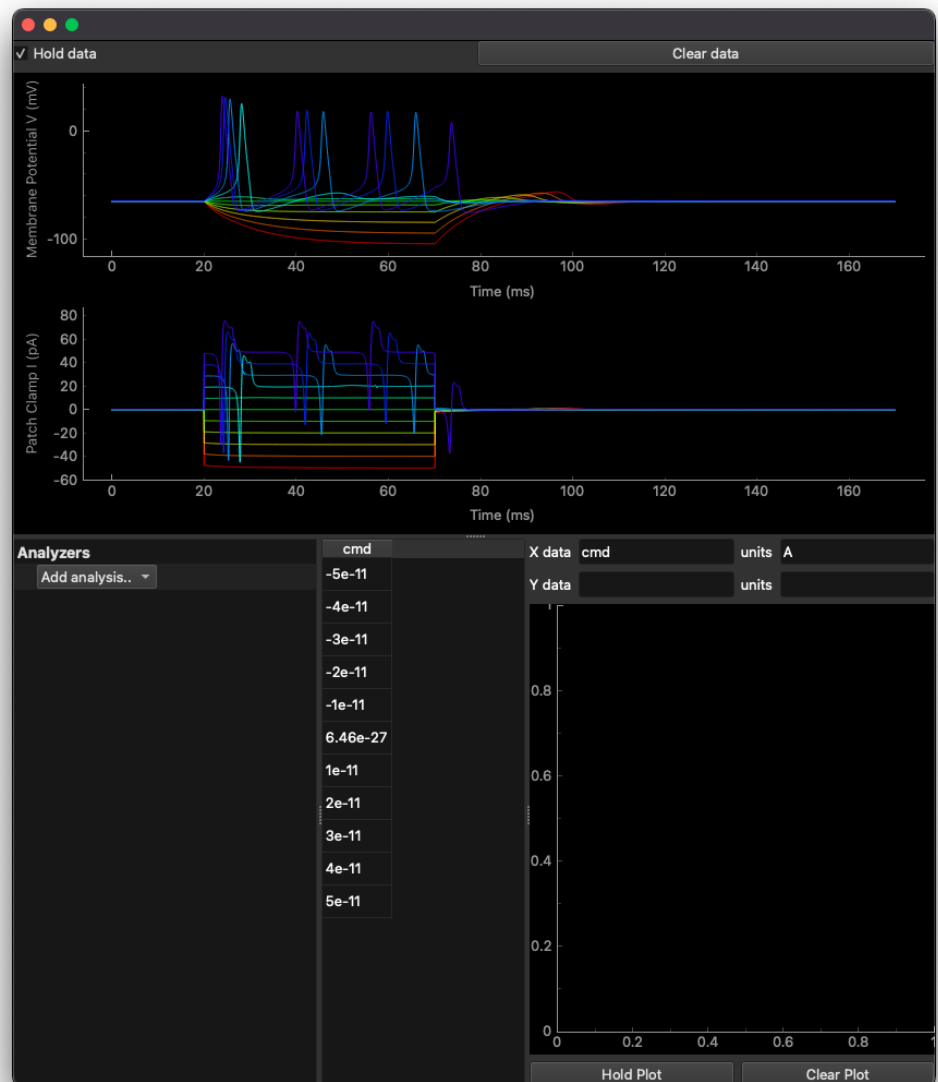 Hold data
Clear data
Membrane Potential V (mV)
0
-100
0 20 40 60 80 100 120 140 160
Time (ms)
Patch Clamp I (pA)
80
60
40
20
0
-20
-40
-60
0 20 40 60 80 100 120 140 160
Time (ms)
Analyzers
Add analysis..
cmd
-5e-11
-4e-11
-3e-11
-2e-11
-1e-11
6.46e-27
1e-11
2e-11
3e-11
4e-11
5e-11
X data cmd units A
Y data units
1
0.8
0.6
0.4
0.2
0
0 0.2 0.4 0.6 0.8 1
Hold Plot
Clear Plot